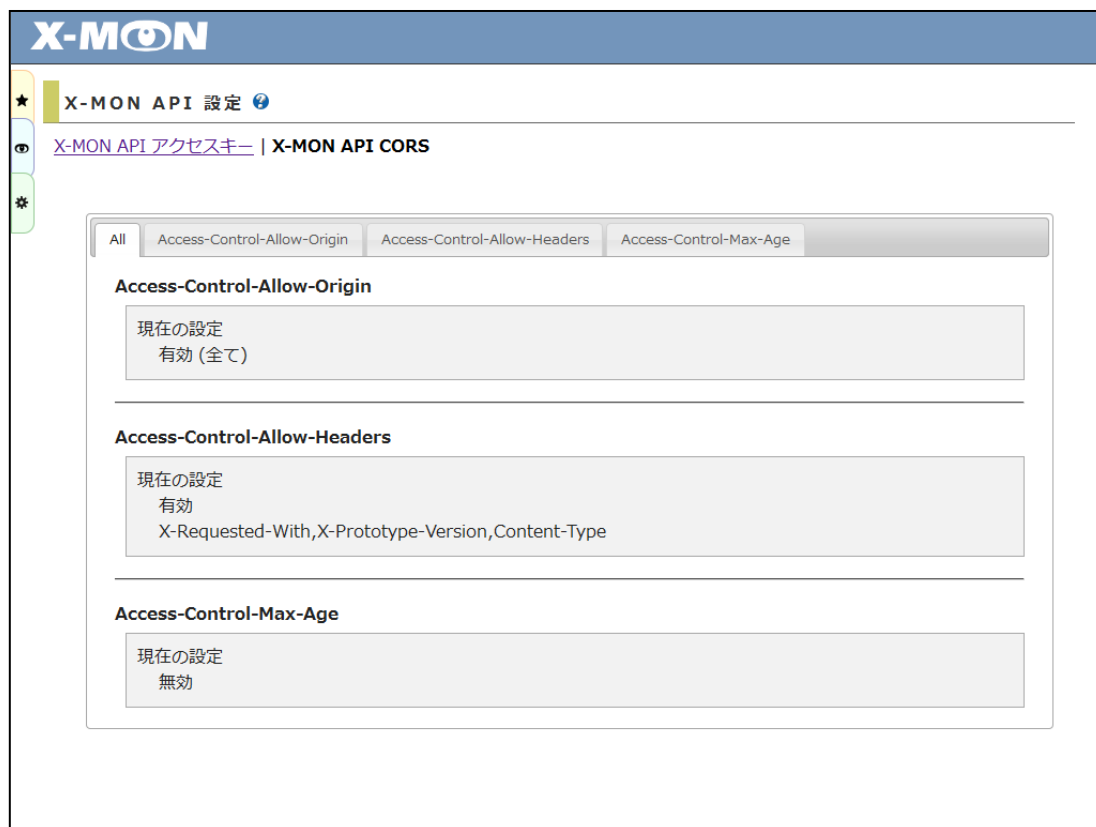 X-MON
X-MON API 設定
X-MON API アクセスキー | X-MON API CORS
All Access-Control-Allow-Origin Access-Control-Allow-Headers Access-Control-Max-Age
Access-Control-Allow-Origin
現在の設定
有効 (全て)
Access-Control-Allow-Headers
現在の設定
有効
X-Requested-With,X-Prototype-Version,Content-Type
Access-Control-Max-Age
現在の設定
無効